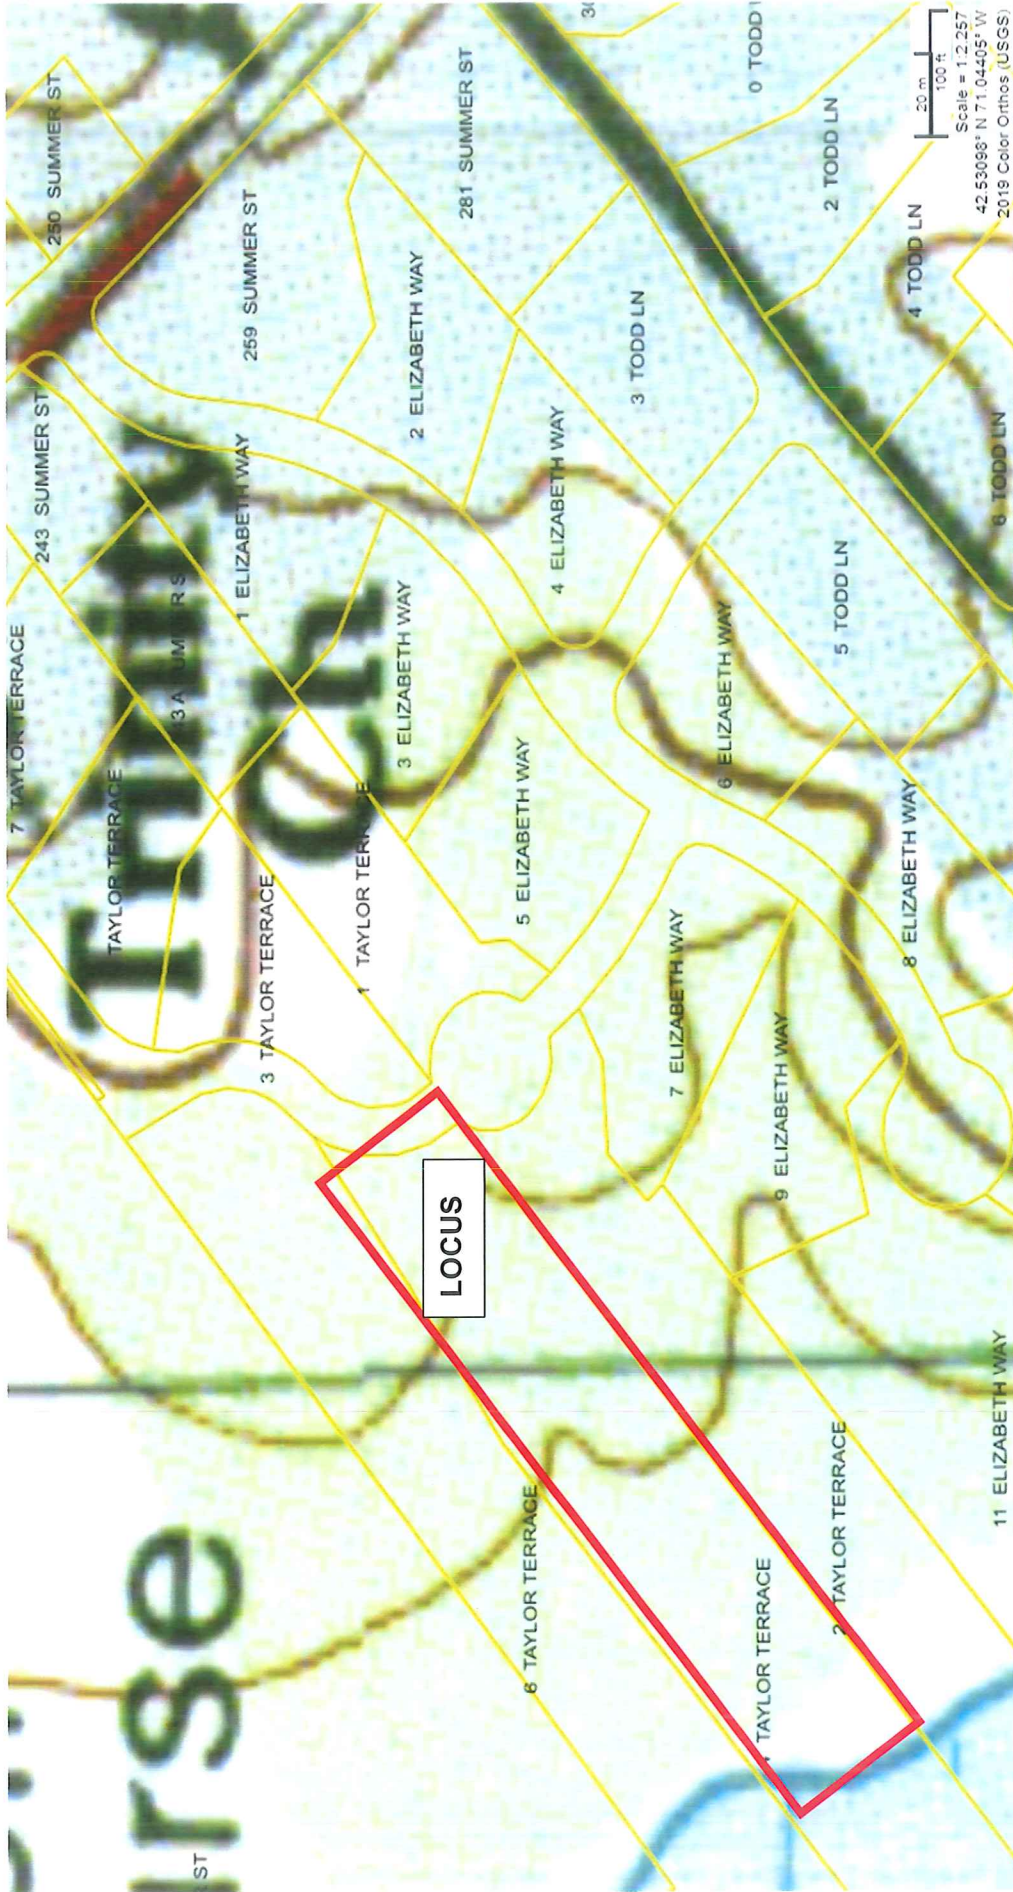 250 SUMMER ST
243 SUMMER ST
7 TAYLOR TERRACE
Trinity
Ch
TAYLOR TERRACE
259 SUMMER ST
1 ELIZABETH WAY
3 TAYLOR TERRACE
1 TAYLOR TERRACE
281 SUMMER ST
2 ELIZABETH WAY
3 ELIZABETH WAY
4 ELIZABETH WAY
5 ELIZABETH WAY
3 TODD LN
0 TODD
2 TODD LN
4 TODD LN
5 TODD LN
6 TODD LN
6 ELIZABETH WAY
7 ELIZABETH WAY
8 ELIZABETH WAY
9 ELIZABETH WAY
11 ELIZABETH WAY
LOCUS
6 TAYLOR TERRACE
TAYLOR TERRACE
2 TAYLOR TERRACE
urse
ST
20 m
100 ft
Scale = 1:2,257
42.53098° N 71.04405° W
2019 Color Orthos (USGS)